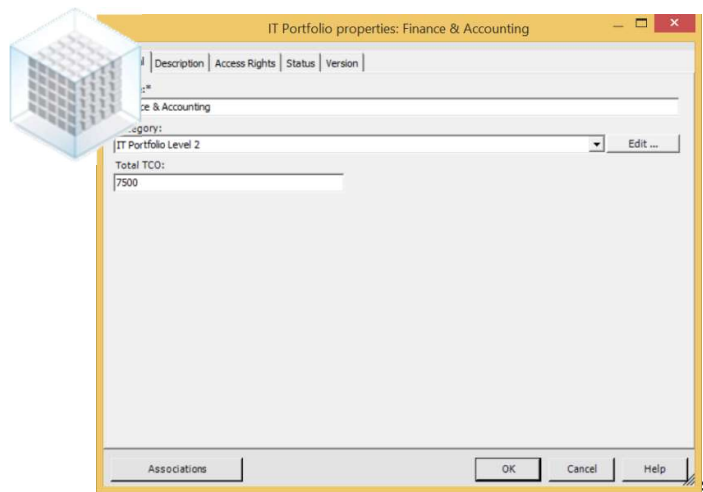 IT Portfolio properties: Finance & Accounting
l Description Access Rights Status Version
:*
ce & Accounting
egory:
IT Portfolio Level 2
Edit ...
Total TCO:
7500
Associations
OK Cancel Help